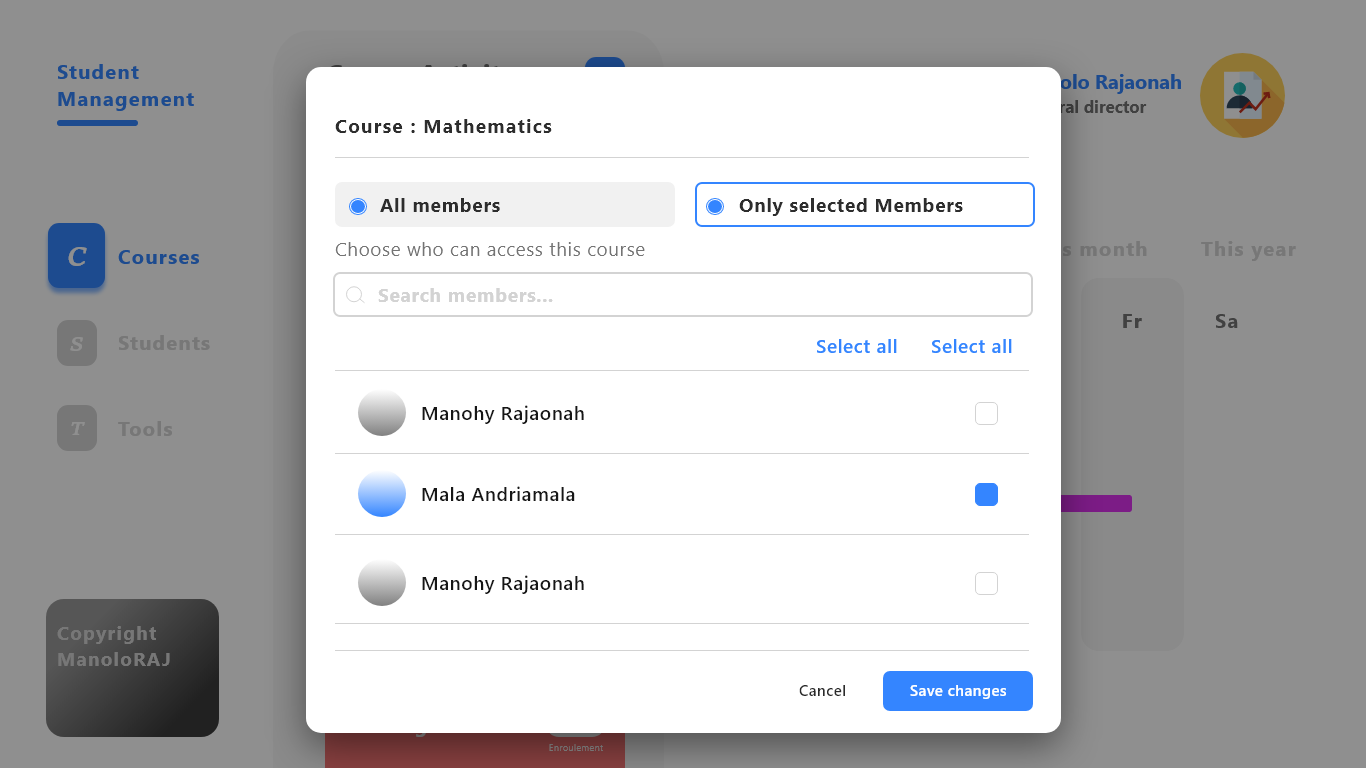 Student
Management
olo Rajaonah
ral director
Course : Mathematics
All members
Only selected Members
Choose who can access this course
Search members...
Select all Select all
Manohy Rajaonah
Mala Andriamala
Manohy Rajaonah
Cancel
Save changes
C Courses
S Students
T Tools
s month
This year
Fr
Sa
Copyright
ManoloRAJ
Enroulement